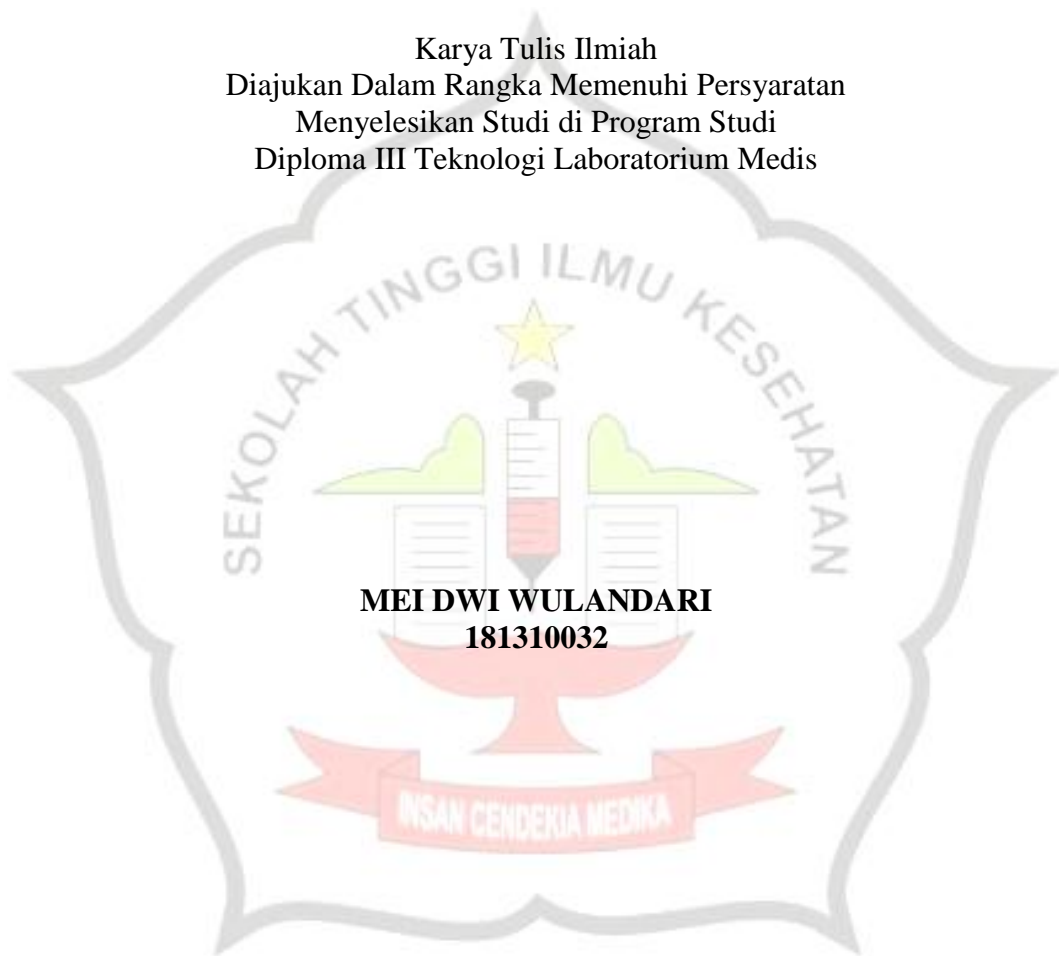 Karya Tulis Ilmiah
Diajukan Dalam Rangka Memenuhi Persyaratan
Menyelesikan Studi di Program Studi
Diploma III Teknologi Laboratorium Medis
SEKOLAH TINGGI ILMU KESEHATAN
MEI DWI WULANDARI
181310032
INSAN CENDEKIA MEDIKA